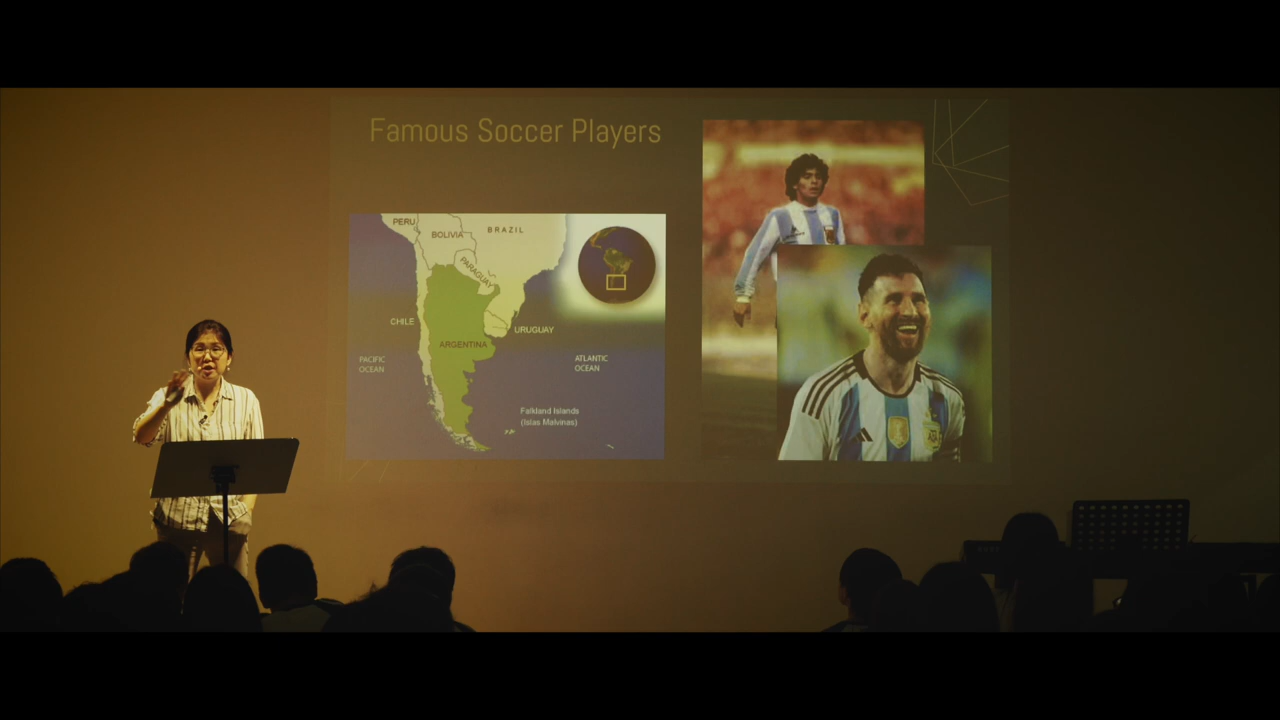 Famous Soccer Players
PERU
BOLIVIA
BRAZIL
PARAGUAY
CHILE
URUGUAY
ARGENTINA
PACIFIC
OCEAN
ATLANTIC
OCEAN
Falkland Islands
(Islas Malvinas)